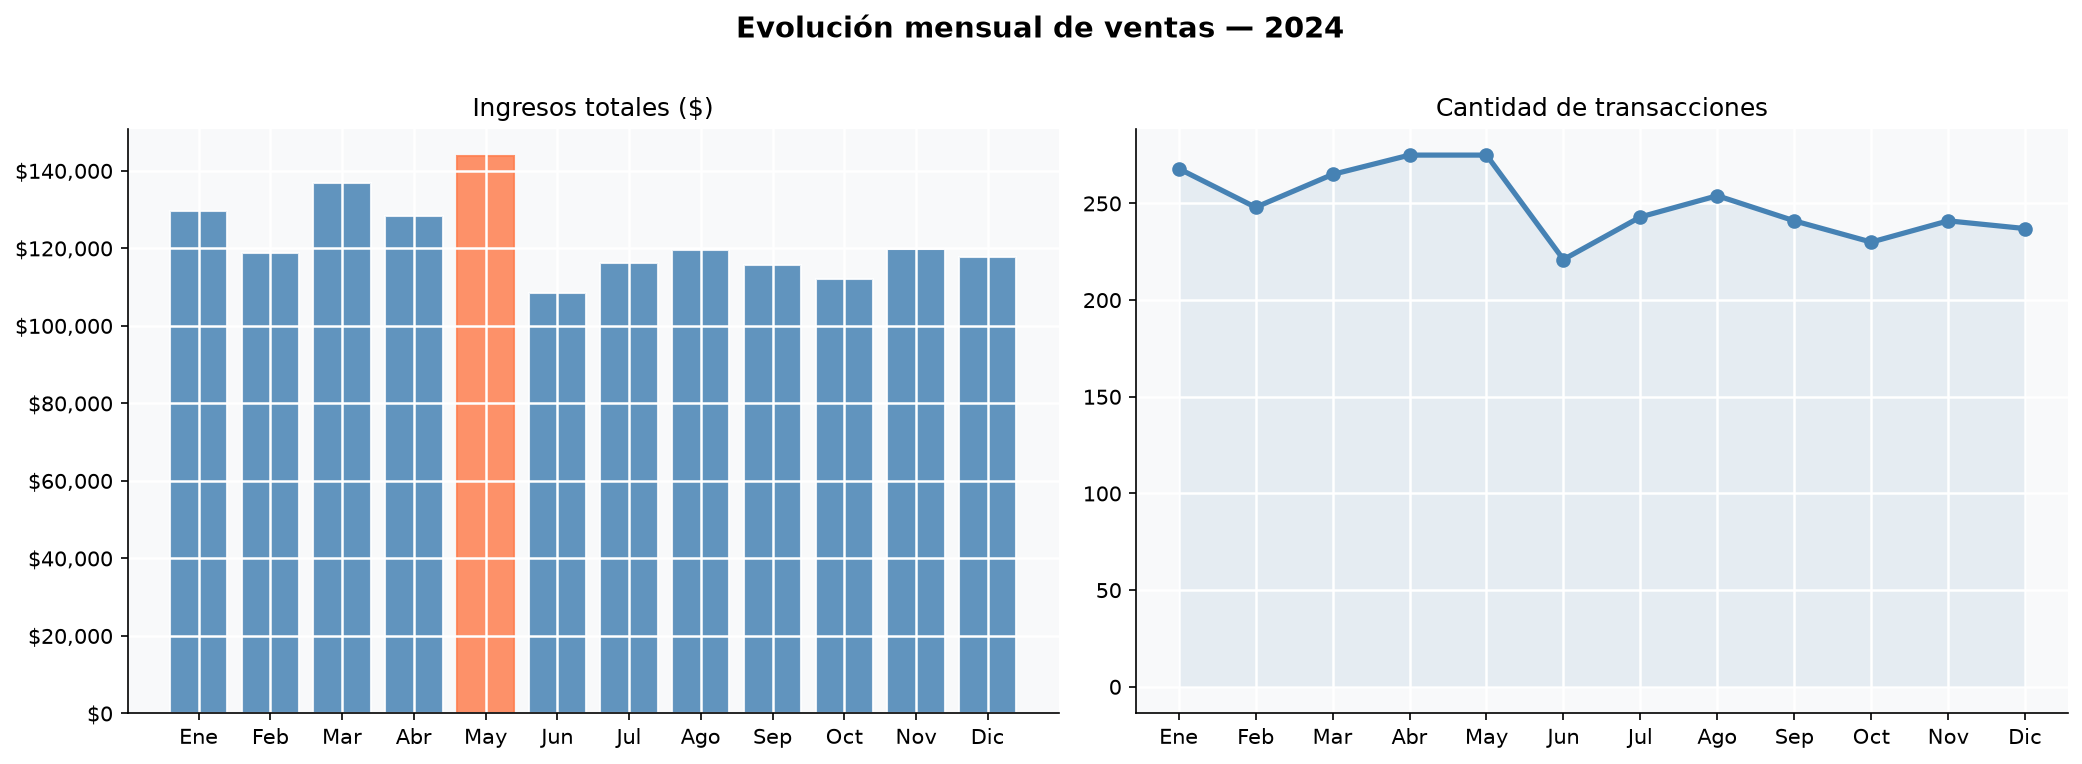 Evolución mensual de ventas — 2024
Ingresos totales ($)
$140,000
$120,000
$100,000
$80,000
$60,000
$40,000
$20,000
$0
Ene Feb Mar Abr May Jun Jul Ago Sep Oct Nov Dic
Cantidad de transacciones
250
200
150
100
50
0
Ene Feb Mar Abr May Jun Jul Ago Sep Oct Nov Dic